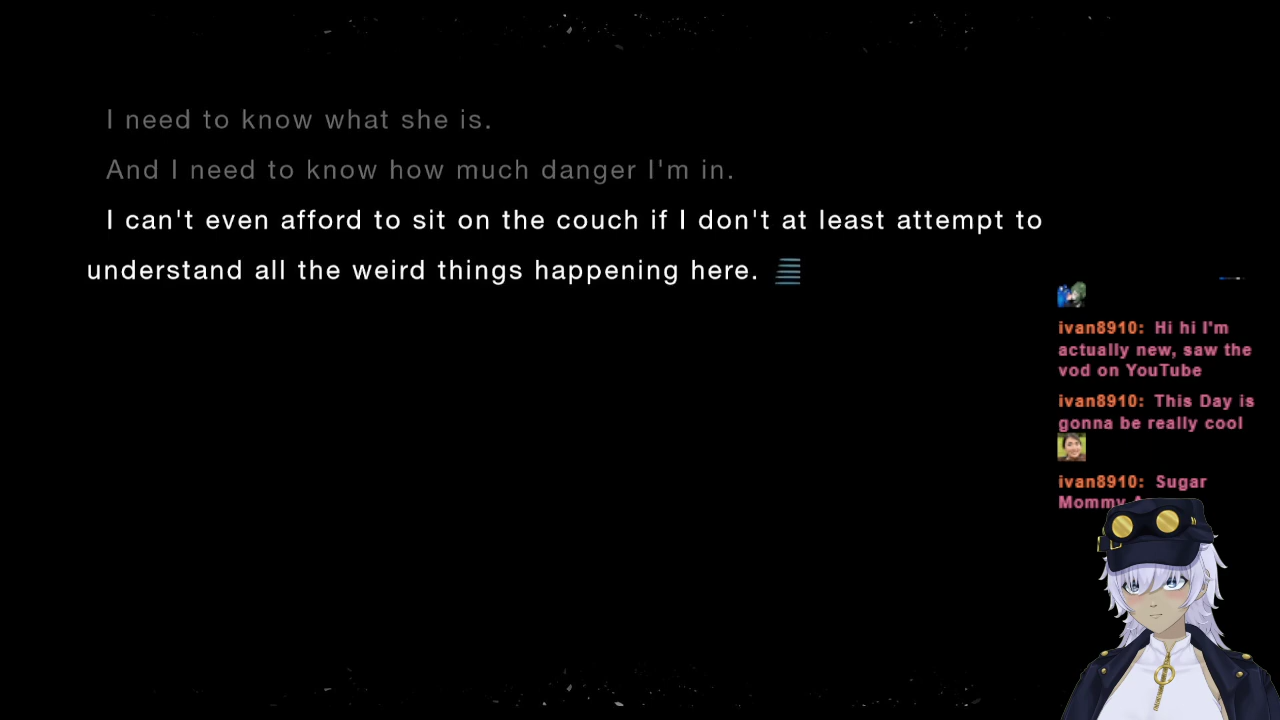 I need to know what she is.
And I need to know how much danger I'm in.
I can't even afford to sit on the couch if I don't at least attempt to
understand all the weird things happening here.
ivan8910: Hi hi I'm
actually new, saw the
vod on YouTube
ivan8910: This Day is
gonna be really cool
ivan8910: Sugar
Mommy